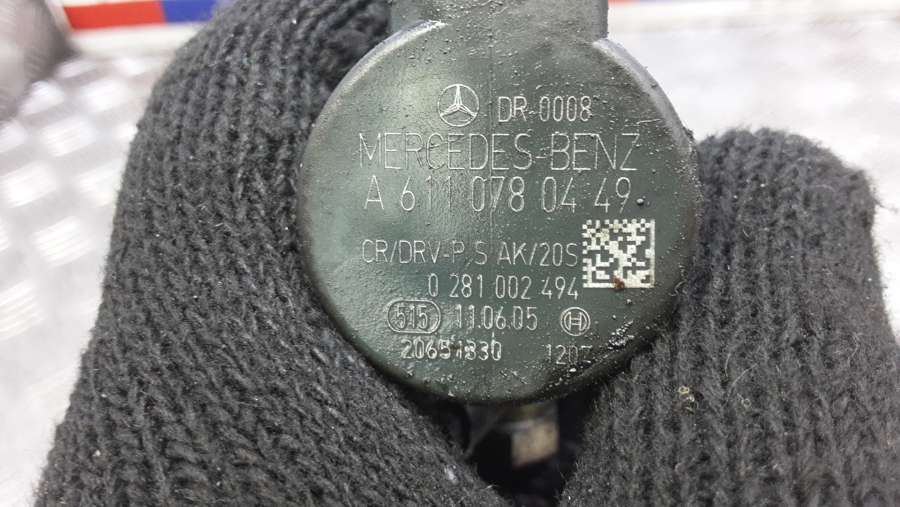 DR-0008
MERCEDES-BENZ
A 611 078 04 49
CR/DRV-P/S AK/20S
0 281 002 494
515 11.06.05 H
20651330